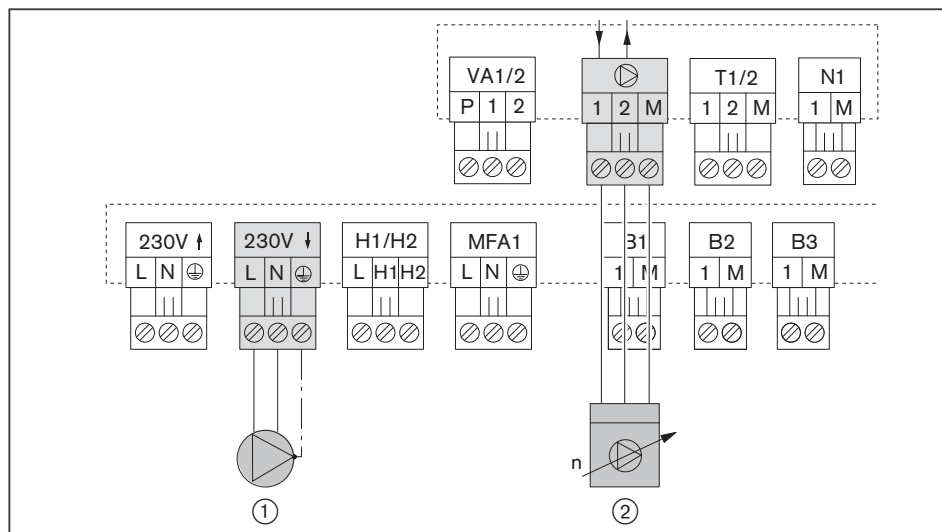 VA1/2 T1/2 N1
P 1 2 1 2 M 1 2 M 1 M
230V ↑ 230V ↓ H1/H2 MFA1 B1 B2 B3
L N L N L H1 H2 L N 1 M 1 M 1 M
n
① ②